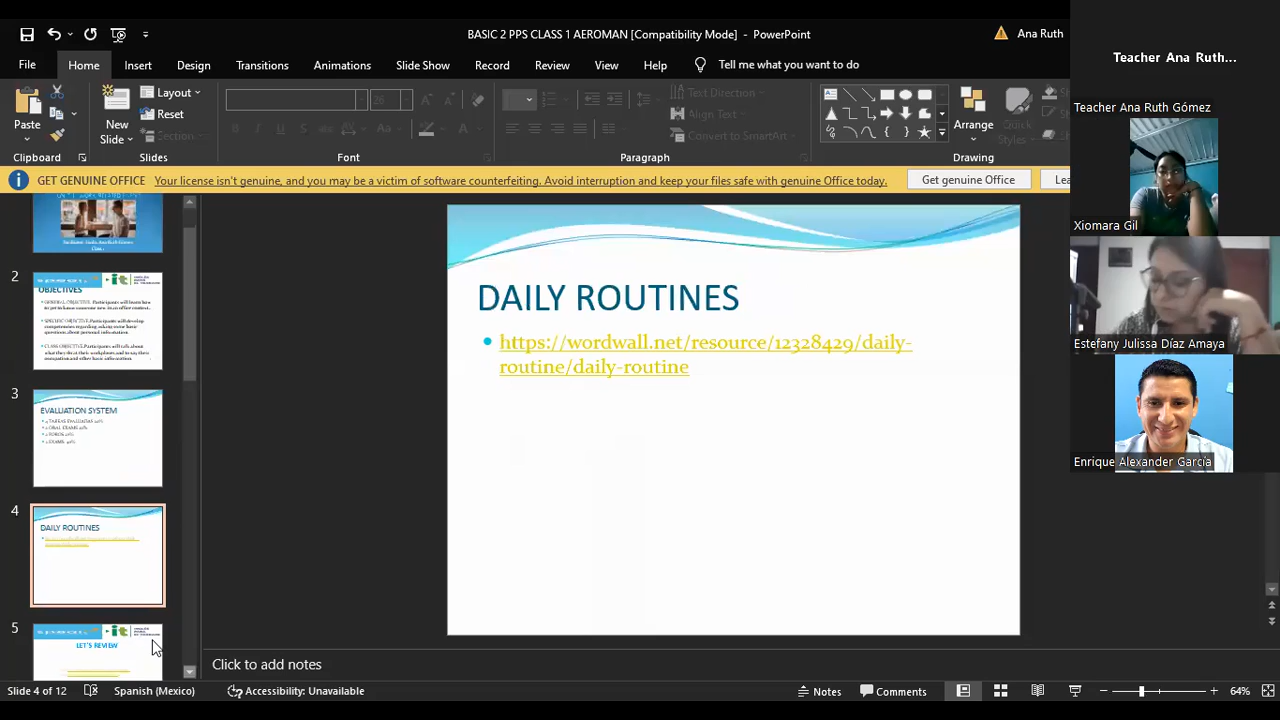 BASIC 2 PPS CLASS 1 AEROMAN [Compatibility Mode] - PowerPoint
Ana Ruth
Teacher Ana Ruth...
File
Home
Insert
Design
Transitions
Animations
Slide Show
Record
Review
View
Help
Tell me what you want to do
Paste
New
Slide
Layout
Reset
Section
26
Text Direction
Align Text
Convert to SmartArt
Arrange
Quick
Styles
Clipboard
Slides
Font
Paragraph
Drawing
GET GENUINE OFFICE
Your license isn't genuine, and you may be a victim of software counterfeiting. Avoid interruption and keep your files safe with genuine Office today.
Get genuine Office
Lea
Teacher Ana Ruth Gómez
Xiomara Gil
Estefany Julissa Díaz Amaya
Enrique Alexander García
2
OBJECTIVES
3
EVALUATION SYSTEM
4
DAILY ROUTINES
5
LET'S REVIEW
DAILY ROUTINES
https://wordwall.net/resource/12328429/daily-
routine/daily-routine
Click to add notes
Slide 4 of 12
Spanish (Mexico)
Accessibility: Unavailable
Notes
Comments
64%